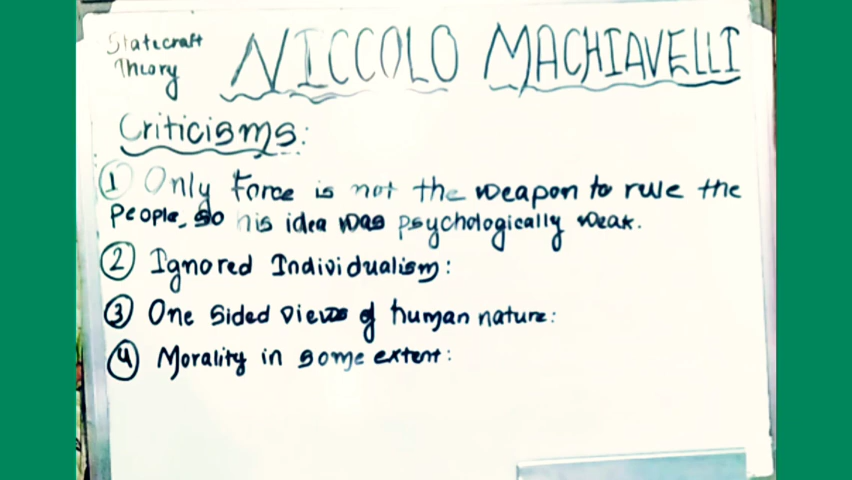 Statecraft
Theory
NICCOLO MACHIAVELLI
Criticisms:
① Only Force is not the weapon to rule the
people, so his idea was psychologically weak.
② Ignored Individualism:
③ One Sided views of human nature:
④ Morality in some extent: